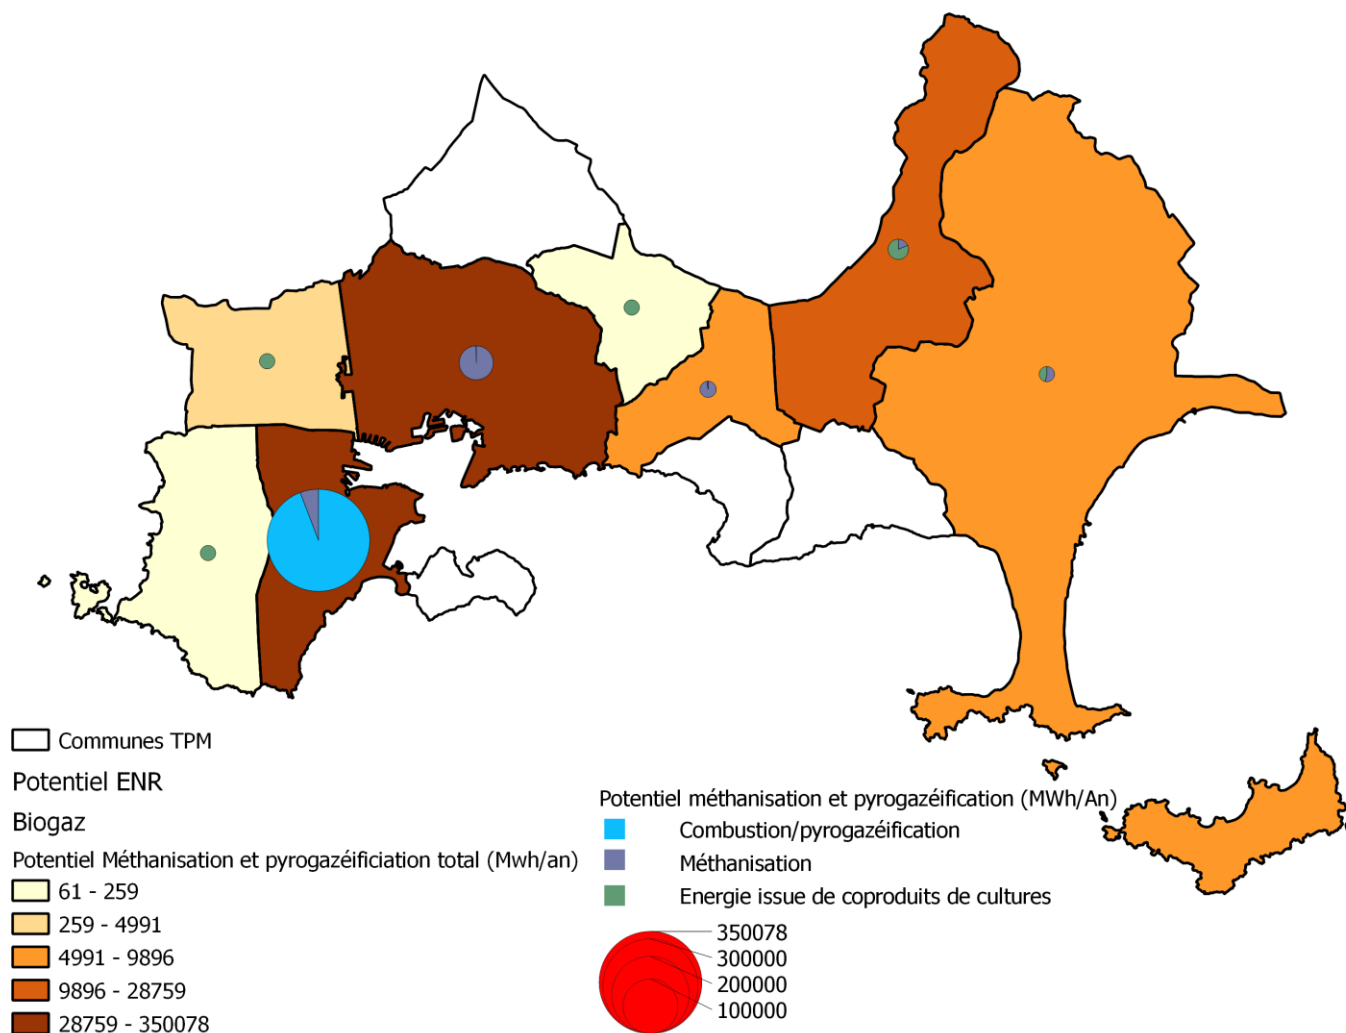 Communes TPM
Potentiel ENR
Biogaz
Potentiel Méthanisation et pyrogazéificiation total (Mwh/an)
61 - 259
259 - 4991
4991 - 9896
9896 - 28759
28759 - 350078
Potentiel méthanisation et pyrogazéification (MWh/An)
Combustion/pyrogazéification
Méthanisation
Energie issue de coproduits de cultures
350078
300000
200000
100000